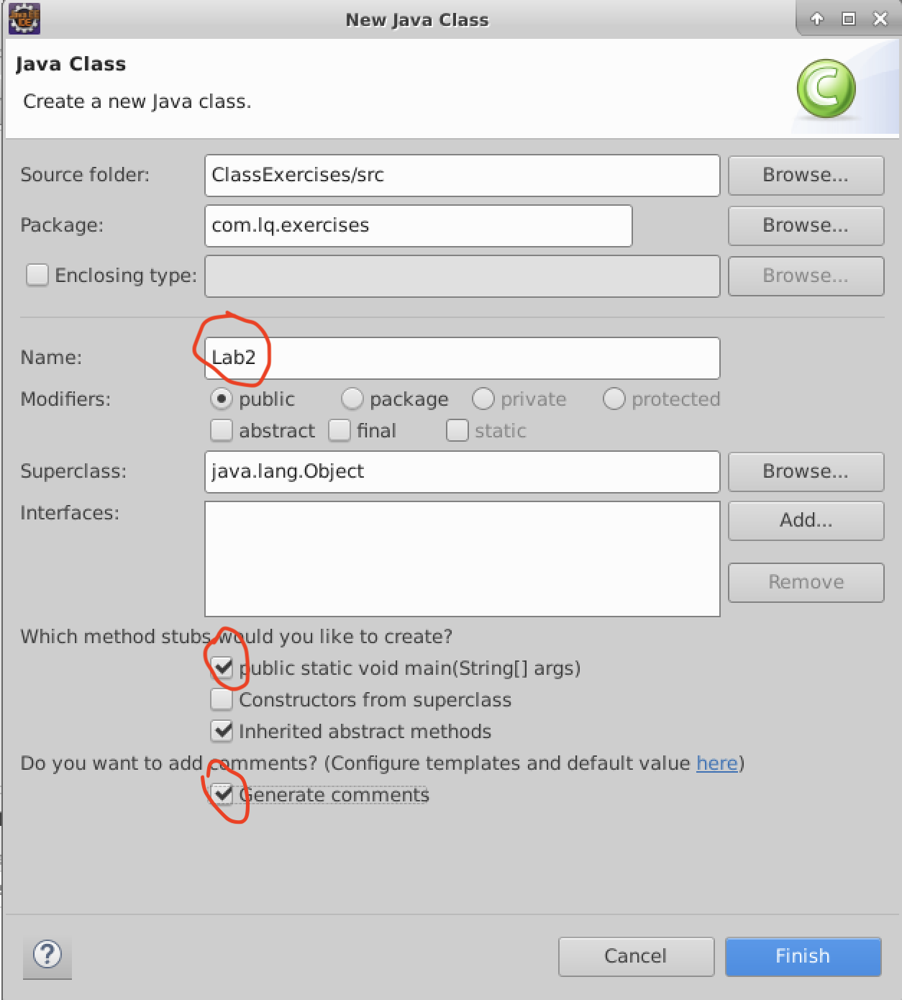 New Java Class
Java Class
Create a new Java class.
Source folder: ClassExercises/src Browse...
Package: com.lq.exercises Browse...
Enclosing type: Browse...
Name: Lab2
Modifiers: public package private protected
abstract final static
Superclass: java.lang.Object Browse...
Interfaces: Add...
Remove
Which method stubs would you like to create?
public static void main(String[] args)
Constructors from superclass
Inherited abstract methods
Do you want to add comments? (Configure templates and default value here)
Generate comments
? Cancel Finish